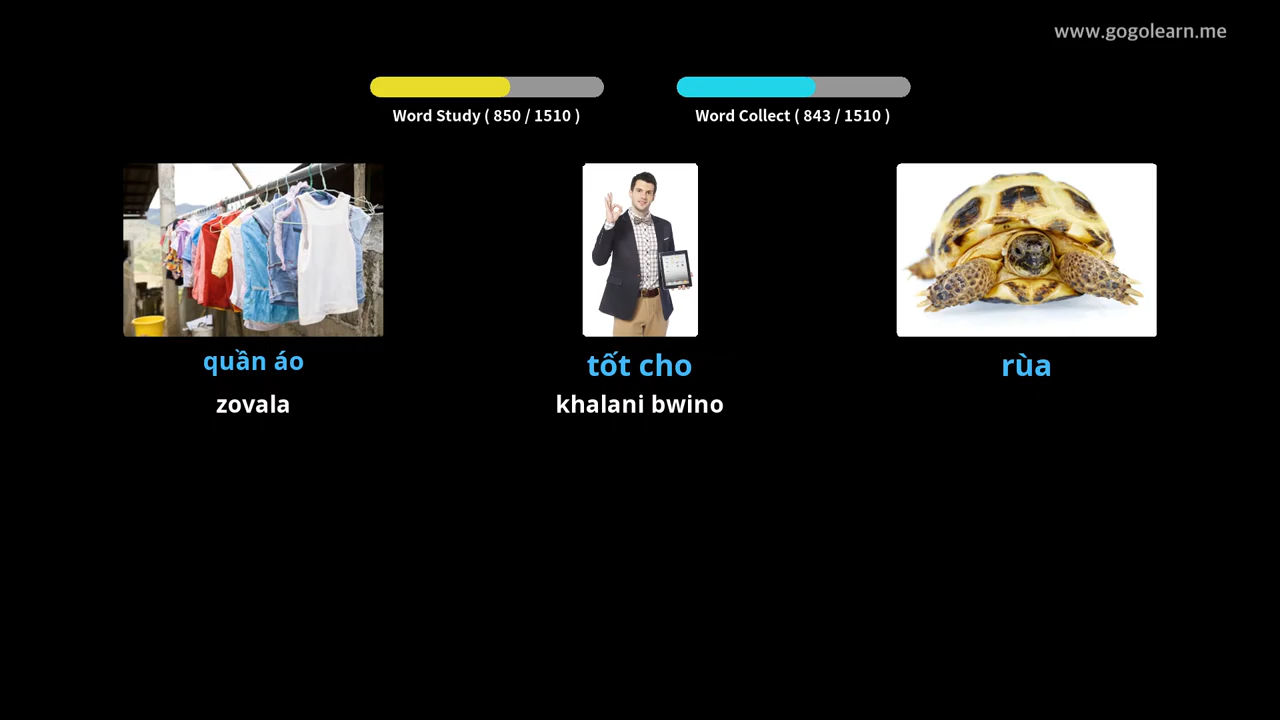 www.gogolearn.me
Word Study ( 850 / 1510 )
Word Collect ( 843 / 1510 )
quần áo
tốt cho
rùa
zovala
khalani bwino